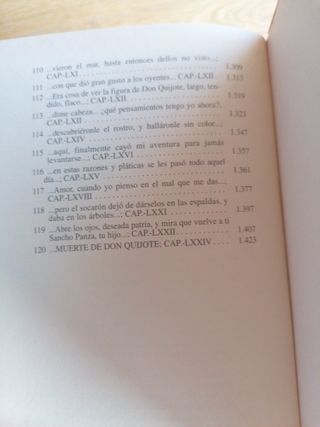 110 ...vieron el mar, hasta entonces dellos no visto...;
CAP.-LXI . . . . . . . . . . . . . . . . . . . . . . . . . . . . 1.309
111 ...con que dió gran gusto a los oyentes... CAP.-LXII 1.315
112 ...Era cosa de ver la figura de Don Quijote, largo, ten-
dido, flaco...; CAP.-LXII . . . . . . . . . . . . . . . . . 1.319
113 ...dime cabeza... ¿qué pensamientos tengo yo ahora?,
CAP.-LXII . . . . . . . . . . . . . . . . . . . . . . . . . . . 1.323
114 ...descubriéronle el rostro, y halláronle sin color...,
CAP.-LXIV . . . . . . . . . . . . . . . . . . . . . . . . . . 1.347
115 ...aquí, finalmente cayó mi aventura para jamás
levantarse...; CAP.-LXVI . . . . . . . . . . . . . . . . 1.357
116 ...en estas razones y pláticas se les pasó todo aquel
día...; CAP.-LXV . . . . . . . . . . . . . . . . . . . . . . 1.361
117 ...Amor, cuando yo pienso en el mal que me das...,
CAP.-LXVIII . . . . . . . . . . . . . . . . . . . . . . . . . 1.377
118 ...pero el socarón dejó de dárselos en las espaldas, y
daba en los árboles...; CAP.-LXXI . . . . . . . . . . 1.397
119 ...Abre los ojos, deseada patría, y mira que vuelve a ti
Sancho Panza, tu hijo...; CAP.-LXXII . . . . . . . . 1.407
120 ...MUERTE DE DON QUIJOTE; CAP.-LXXIV . . . . 1.423